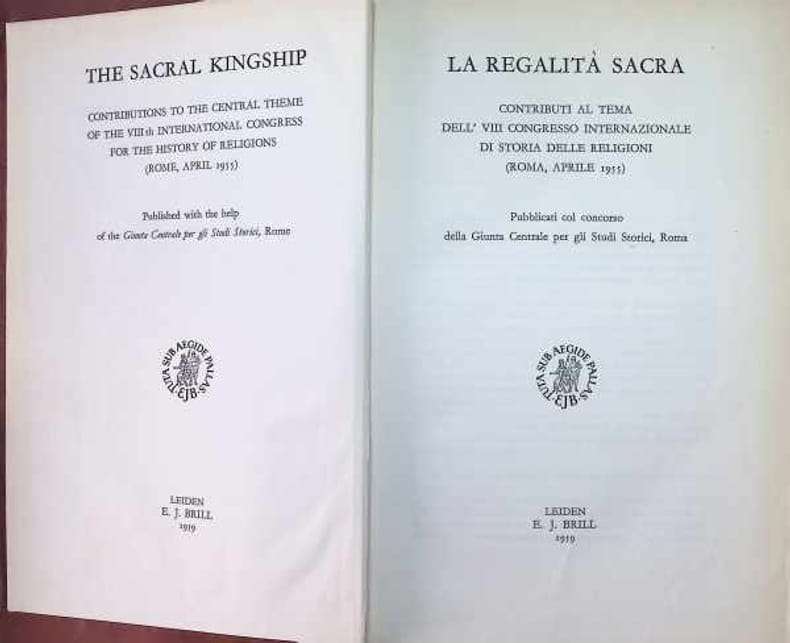 THE SACRAL KINGSHIP
CONTRIBUTIONS TO THE CENTRAL THEME
OF THE VIIIth INTERNATIONAL CONGRESS
FOR THE HISTORY OF RELIGIONS
(ROME, APRIL 1955)
Published with the help
of the Giunta Centrale per gli Studi Storici, Rome
TUTA SUB AEGIDE PALLAS
EJB
LEIDEN
E. J. BRILL
1959
LA REGALITÀ SACRA
CONTRIBUTI AL TEMA
DELL' VIII CONGRESSO INTERNAZIONALE
DI STORIA DELLE RELIGIONI
(ROMA, APRILE 1955)
Pubblicati col concorso
della Giunta Centrale per gli Studi Storici, Roma
TUTA SUB AEGIDE PALLAS
EJB
LEIDEN
E. J. BRILL
1959